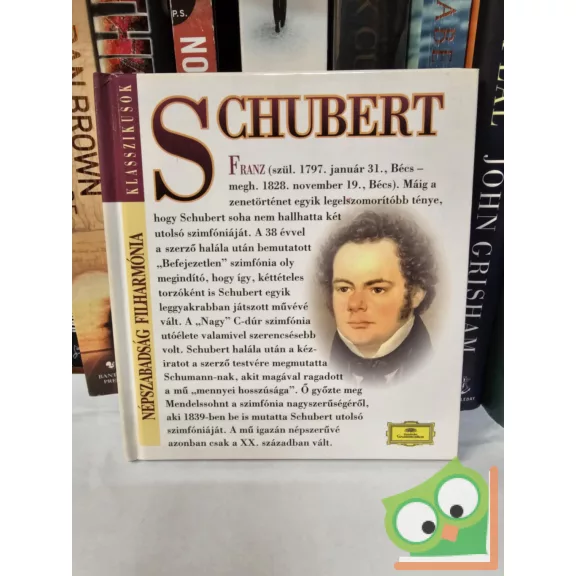 P.S.
DAN BROWN
JOHN GRISHAM
KLASSZIKUSOK
NÉPSZABADSÁG FILHARMÓNIA
SCHUBERT
FRANZ (szül. 1797. január 31., Bécs –
megh. 1828. november 19., Bécs). Máig a
zenetörténet egyik legelszomorítóbb ténye,
hogy Schubert soha nem hallhatta két
utolsó szimfóniáját. A 38 évvel
a szerző halála után bemutatott
„Befejezetlen” szimfónia oly
megindító, hogy így, kéttételes
torzóként is Schubert egyik
leggyakrabban játszott művévé
vált. A „Nagy” C-dúr szimfónia
utóélete valamivel szerencsésebb
volt. Schubert halála után a kéz-
iratot a szerző testvére megmutatta
Schumann-nak, akit magával ragadott
a mű „mennyei hosszúsága”. Ő győzte meg
Mendelssohnt a szimfónia nagyszerűségéről,
aki 1839-ben be is mutatta Schubert utolsó
szimfóniáját. A mű igazán népszerűvé
azonban csak a XX. században vált.
Deutsche
Grammophon